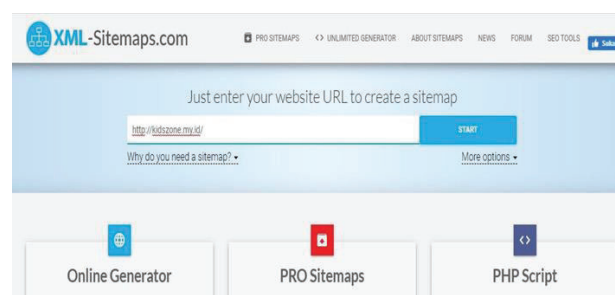 XML-Sitemaps.com
PRO SITEMAPS <> UNLIMITED GENERATOR ABOUT SITEMAPS NEWS FORUM SEO TOOLS
Just enter your website URL to create a sitemap
http://kidszone.my.id/ START
Why do you need a sitemap? More options
Online Generator PRO Sitemaps PHP Script